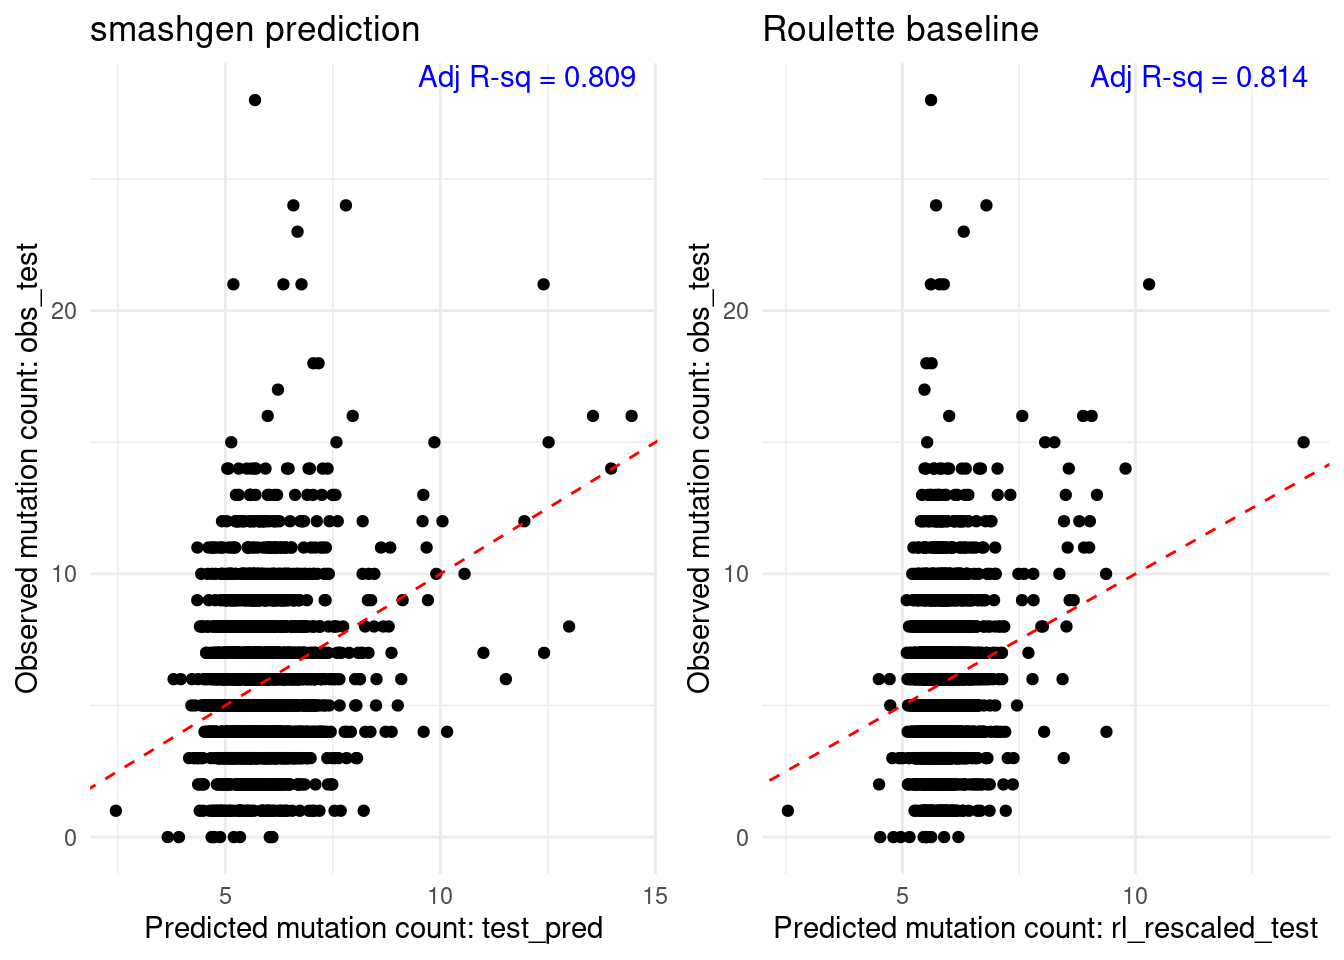 smashgen prediction
Adj R-sq = 0.809
Observed mutation count: obs_test
20
10
0
5
10
15
Predicted mutation count: test_pred
Roulette baseline
Adj R-sq = 0.814
Observed mutation count: obs_test
20
10
0
5
10
Predicted mutation count: rl_rescaled_test